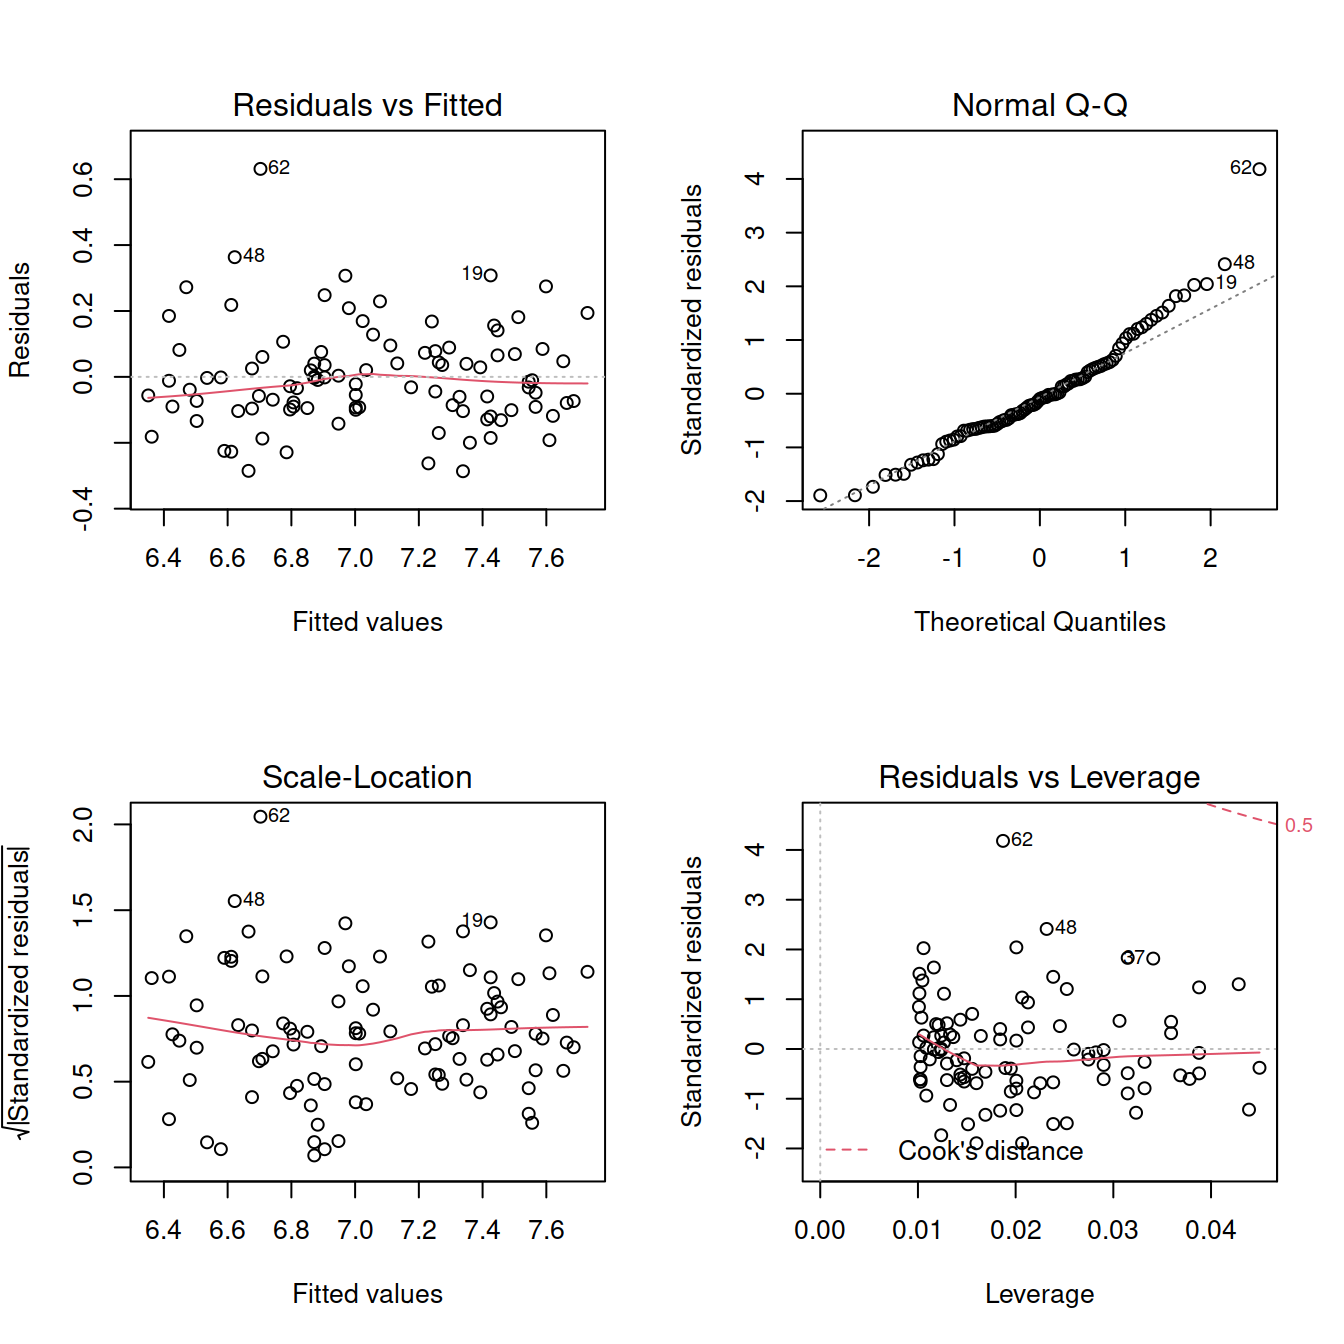 Residuals vs Fitted
Residuals
-0.4 0.0 0.2 0.4 0.6
62
48
19
6.4 6.6 6.8 7.0 7.2 7.4 7.6
Fitted values
Normal Q-Q
Standardized residuals
-2 -1 0 1 2 3 4
62
48
19
-2 -1 0 1 2
Theoretical Quantiles
Scale-Location
√|Standardized residuals|
0.0 0.5 1.0 1.5 2.0
62
48
19
6.4 6.6 6.8 7.0 7.2 7.4 7.6
Fitted values
Residuals vs Leverage
Standardized residuals
-2 -1 0 1 2 3 4
0.5
62
48
37
Cook's distance
0.00 0.01 0.02 0.03 0.04
Leverage